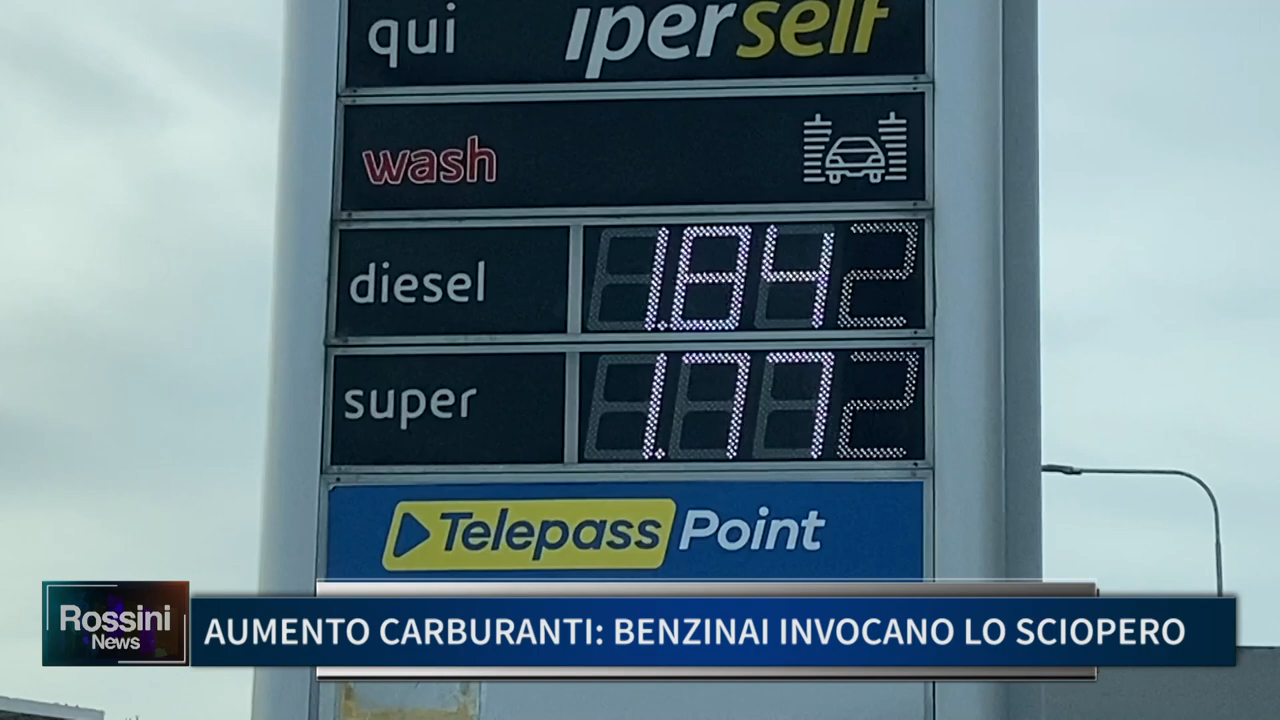 qui iperself
wash
diesel 1.842
super 1.772
Telepass Point
Rossini
News
AUMENTO CARBURANTI: BENZINAI INVOCANO LO SCIOPERO